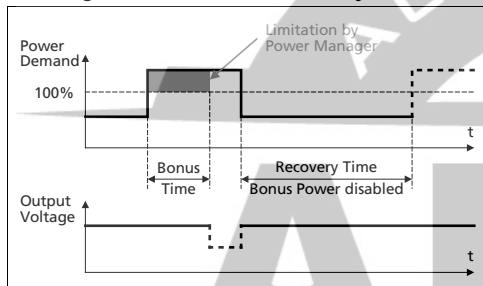 Limitation by
Power Manager
Power
Demand
100%
t
Bonus
Time
Recovery Time
Bonus Power disabled
Output
Voltage
t